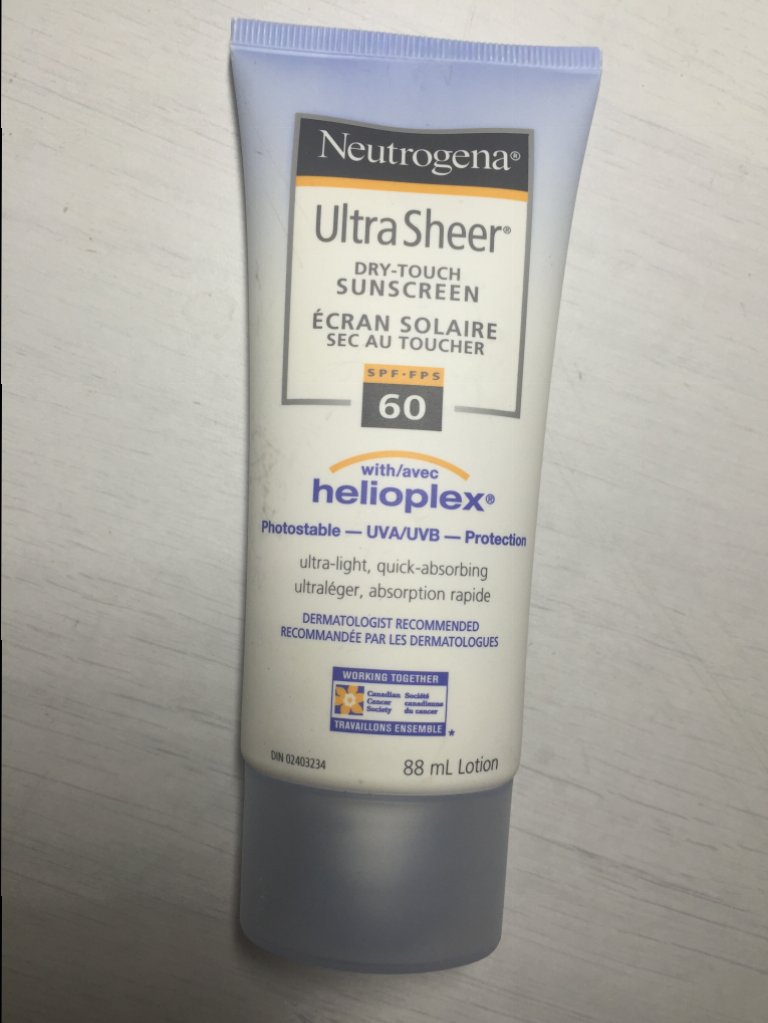 Neutrogena®
Ultra Sheer®
DRY-TOUCH
SUNSCREEN
ÉCRAN SOLAIRE
SEC AU TOUCHER
SPF·FPS
60
with/avec
helioplex®
Photostable — UVA/UVB — Protection
ultra-light, quick-absorbing
ultraléger, absorption rapide
DERMATOLOGIST RECOMMENDED
RECOMMANDÉE PAR LES DERMATOLOGUES
WORKING TOGETHER
Canadian Société
Cancer canadienne
Society du cancer
TRAVAILLONS ENSEMBLE *
DIN 02403234 88 mL Lotion